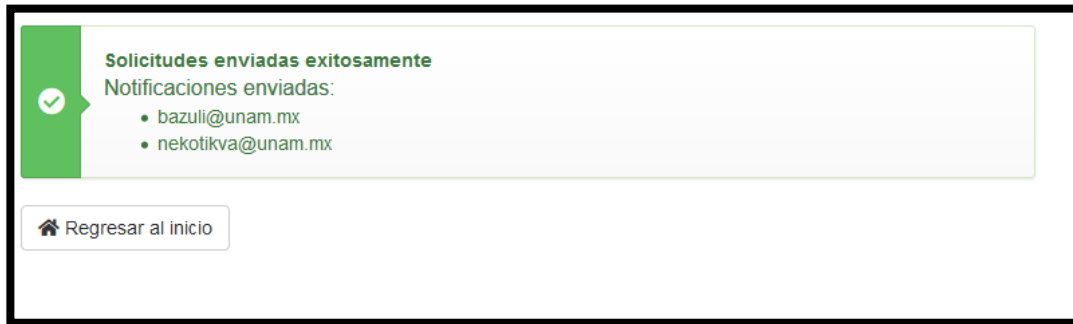 Solicitudes enviadas exitosamente
Notificaciones enviadas:
• bazuli@unam.mx
• nekotikva@unam.mx
Regresar al inicio